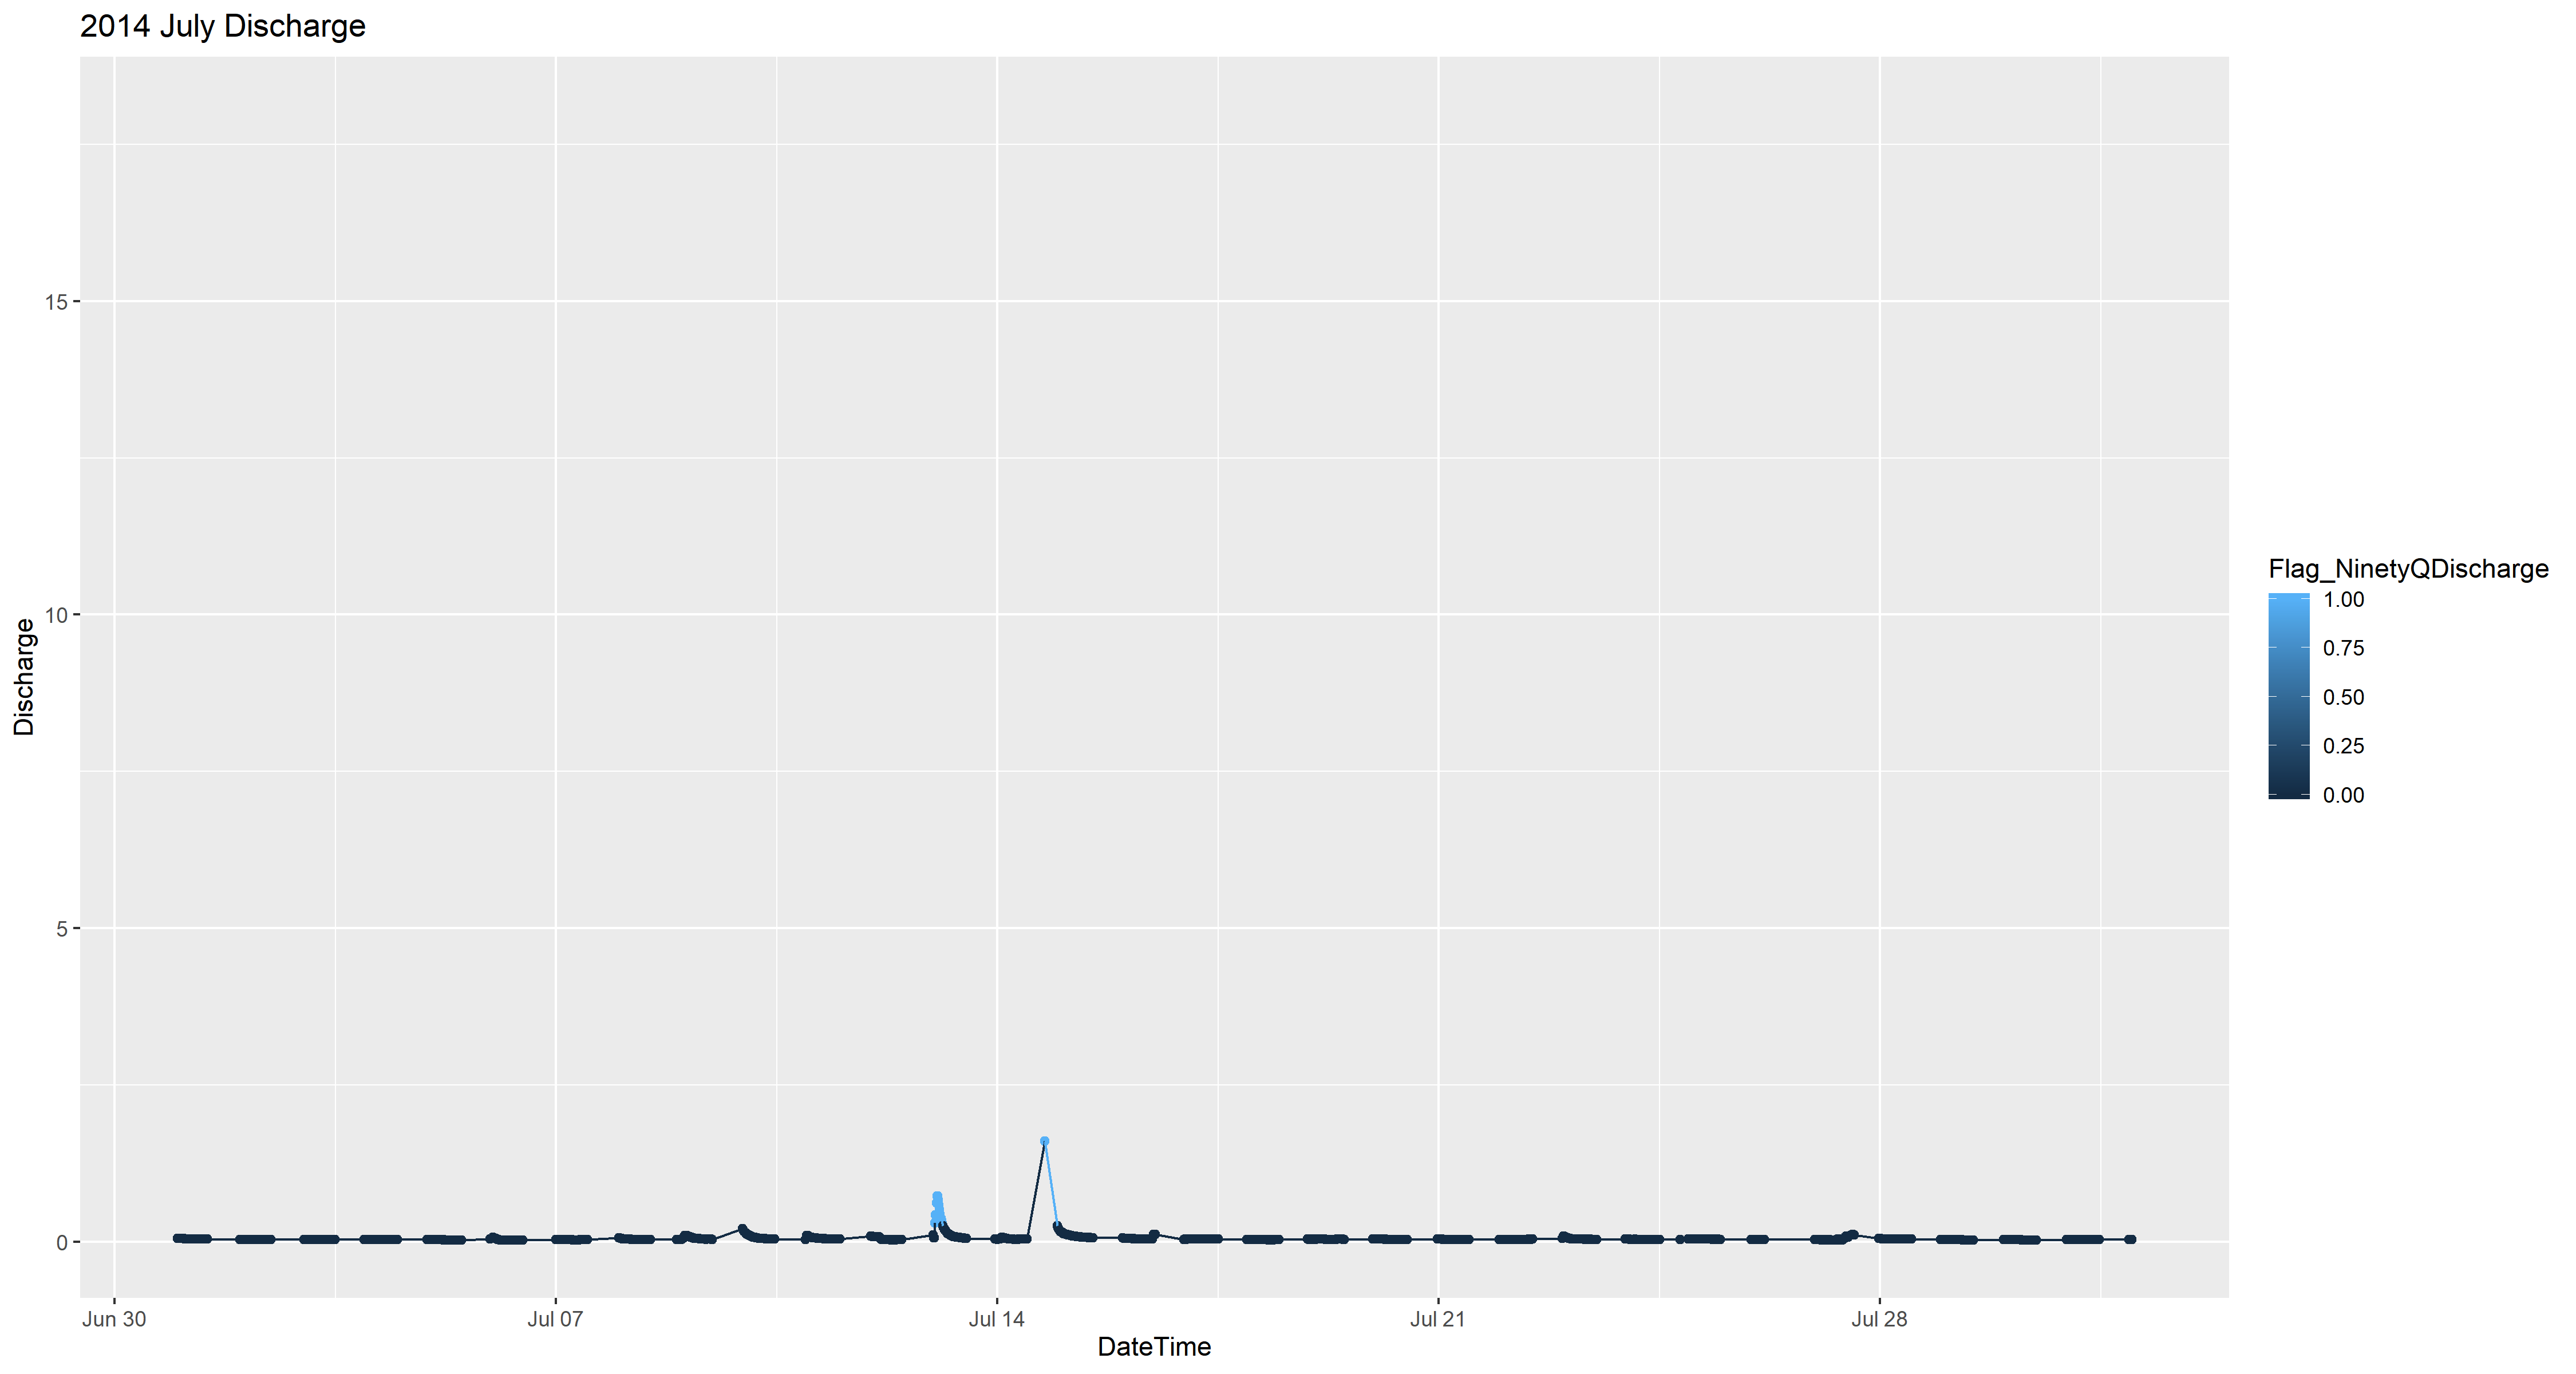 2014 July Discharge
15
10
5
0
Discharge
Jun 30
Jul 07
Jul 14
Jul 21
Jul 28
DateTime
Flag_NinetyQDischarge
1.00
0.75
0.50
0.25
0.00